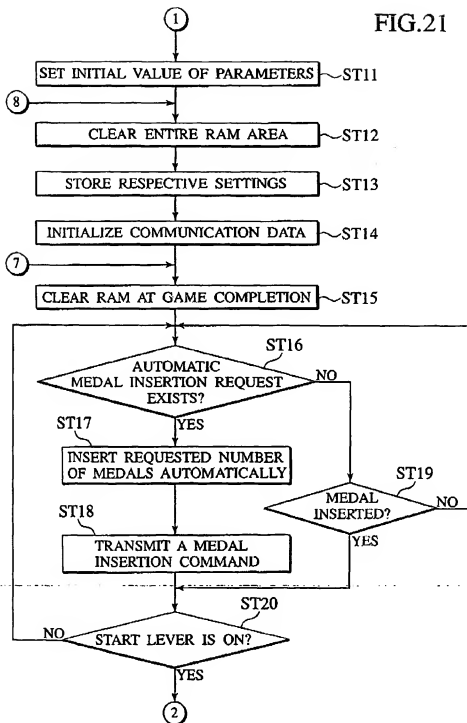 FIG.21
1
SET INITIAL VALUE OF PARAMETERS
ST11
8
CLEAR ENTIRE RAM AREA
ST12
STORE RESPECTIVE SETTINGS
ST13
INITIALIZE COMMUNICATION DATA
ST14
7
CLEAR RAM AT GAME COMPLETION
ST15
ST16
AUTOMATIC
MEDAL INSERTION REQUEST
EXISTS?
NO
YES
ST17
INSERT REQUESTED NUMBER
OF MEDALS AUTOMATICALLY
ST19
MEDAL
INSERTED?
NO
YES
ST18
TRANSMIT A MEDAL
INSERTION COMMAND
ST20
START LEVER IS ON?
NO
YES
2